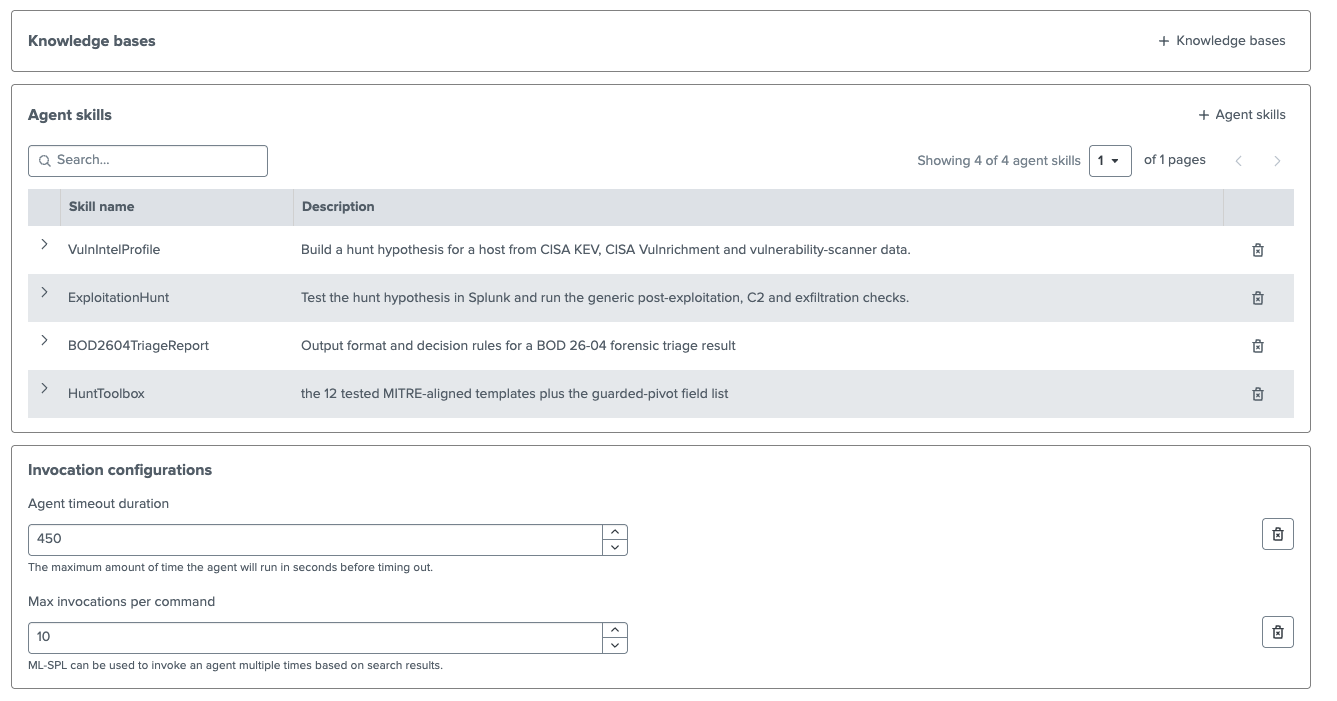 Knowledge bases
+ Knowledge bases
Agent skills
+ Agent skills
Search...
Showing 4 of 4 agent skills 1 of 1 pages
Skill name Description
VulnIntelProfile Build a hunt hypothesis for a host from CISA KEV, CISA Vulnrichment and vulnerability-scanner data.
ExploitationHunt Test the hunt hypothesis in Splunk and run the generic post-exploitation, C2 and exfiltration checks.
BOD2604TriageReport Output format and decision rules for a BOD 26-04 forensic triage result
HuntToolbox the 12 tested MITRE-aligned templates plus the guarded-pivot field list
Invocation configurations
Agent timeout duration
450
The maximum amount of time the agent will run in seconds before timing out.
Max invocations per command
10
ML-SPL can be used to invoke an agent multiple times based on search results.